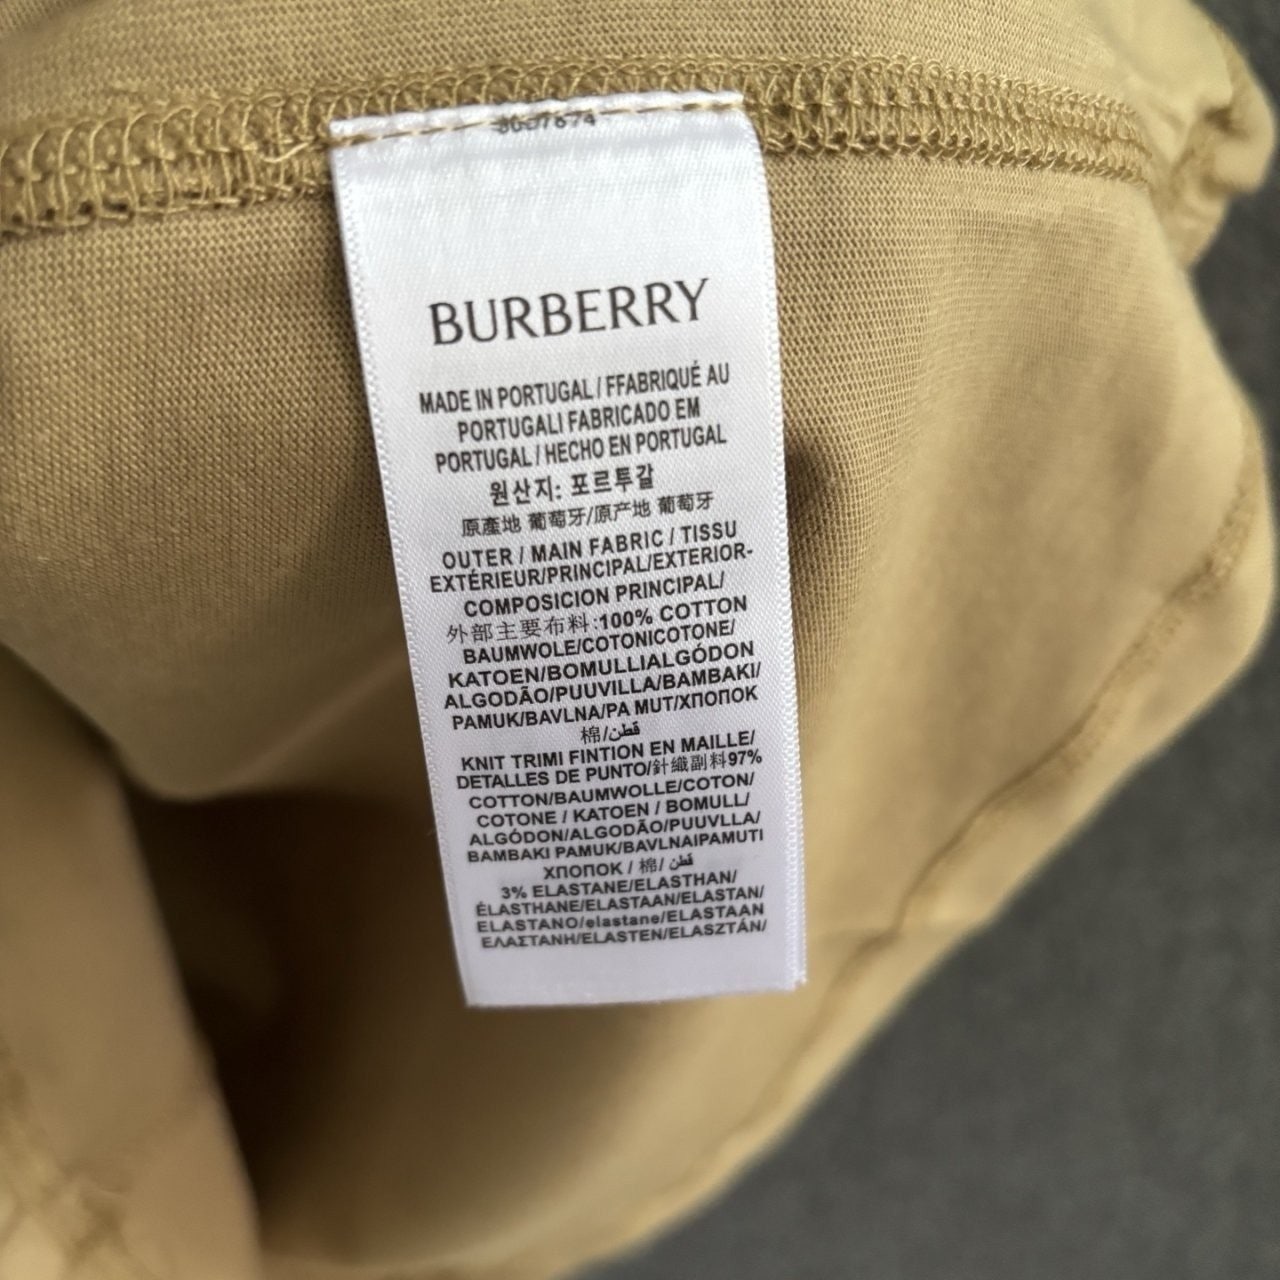 BURBERRY
MADE IN PORTUGAL / FFABRIQUÉ AU
PORTUGALI FABRICADO EM
PORTUGAL / HECHO EN PORTUGAL
원산지: 포르투갈
原產地 葡萄牙/原产地 葡萄牙
OUTER / MAIN FABRIC / TISSU
EXTÉRIEUR/PRINCIPAL/EXTERIOR-
COMPOSICION PRINCIPAL/
外部主要布料:100% COTTON
BAUMWOLE/COTONICOTONE/
KATOEN/BOMULLIALGÓDON
ALGODÃO/PUUVILLA/BAMBAKI/
PAMUK/BAVLNA/PA MUT/ХПОПОК
棉/قطن
KNIT TRIMI FINTION EN MAILLE/
DETALLES DE PUNTO/針織副料97%
COTTON/BAUMWOLLE/COTON/
COTONE / KATOEN / BOMULL/
ALGÓDON/ALGODÃO/PUUVLLA/
BAMBAKI PAMUK/BAVLNAIPAMUTI
ХПОПОК / 棉/ قطن
3% ELASTANE/ELASTHAN/
ÉLASTHANE/ELASTAAN/ELASTAN/
ELASTANO/elastane/ELASTAAN
ΕΛΑΣΤΑΝΗ/ELASTEN/ELASZTÁN/